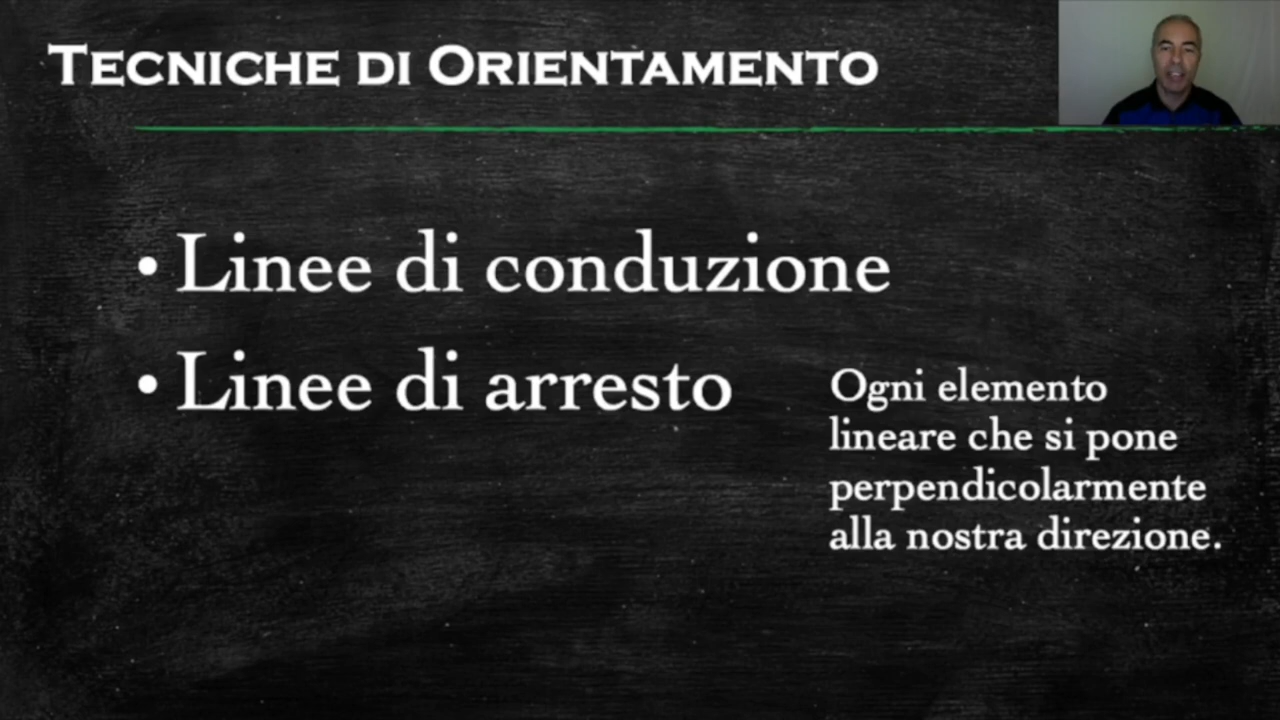 TECNICHE DI ORIENTAMENTO
• Linee di conduzione
• Linee di arresto
Ogni elemento
lineare che si pone
perpendicolarmente
alla nostra direzione.